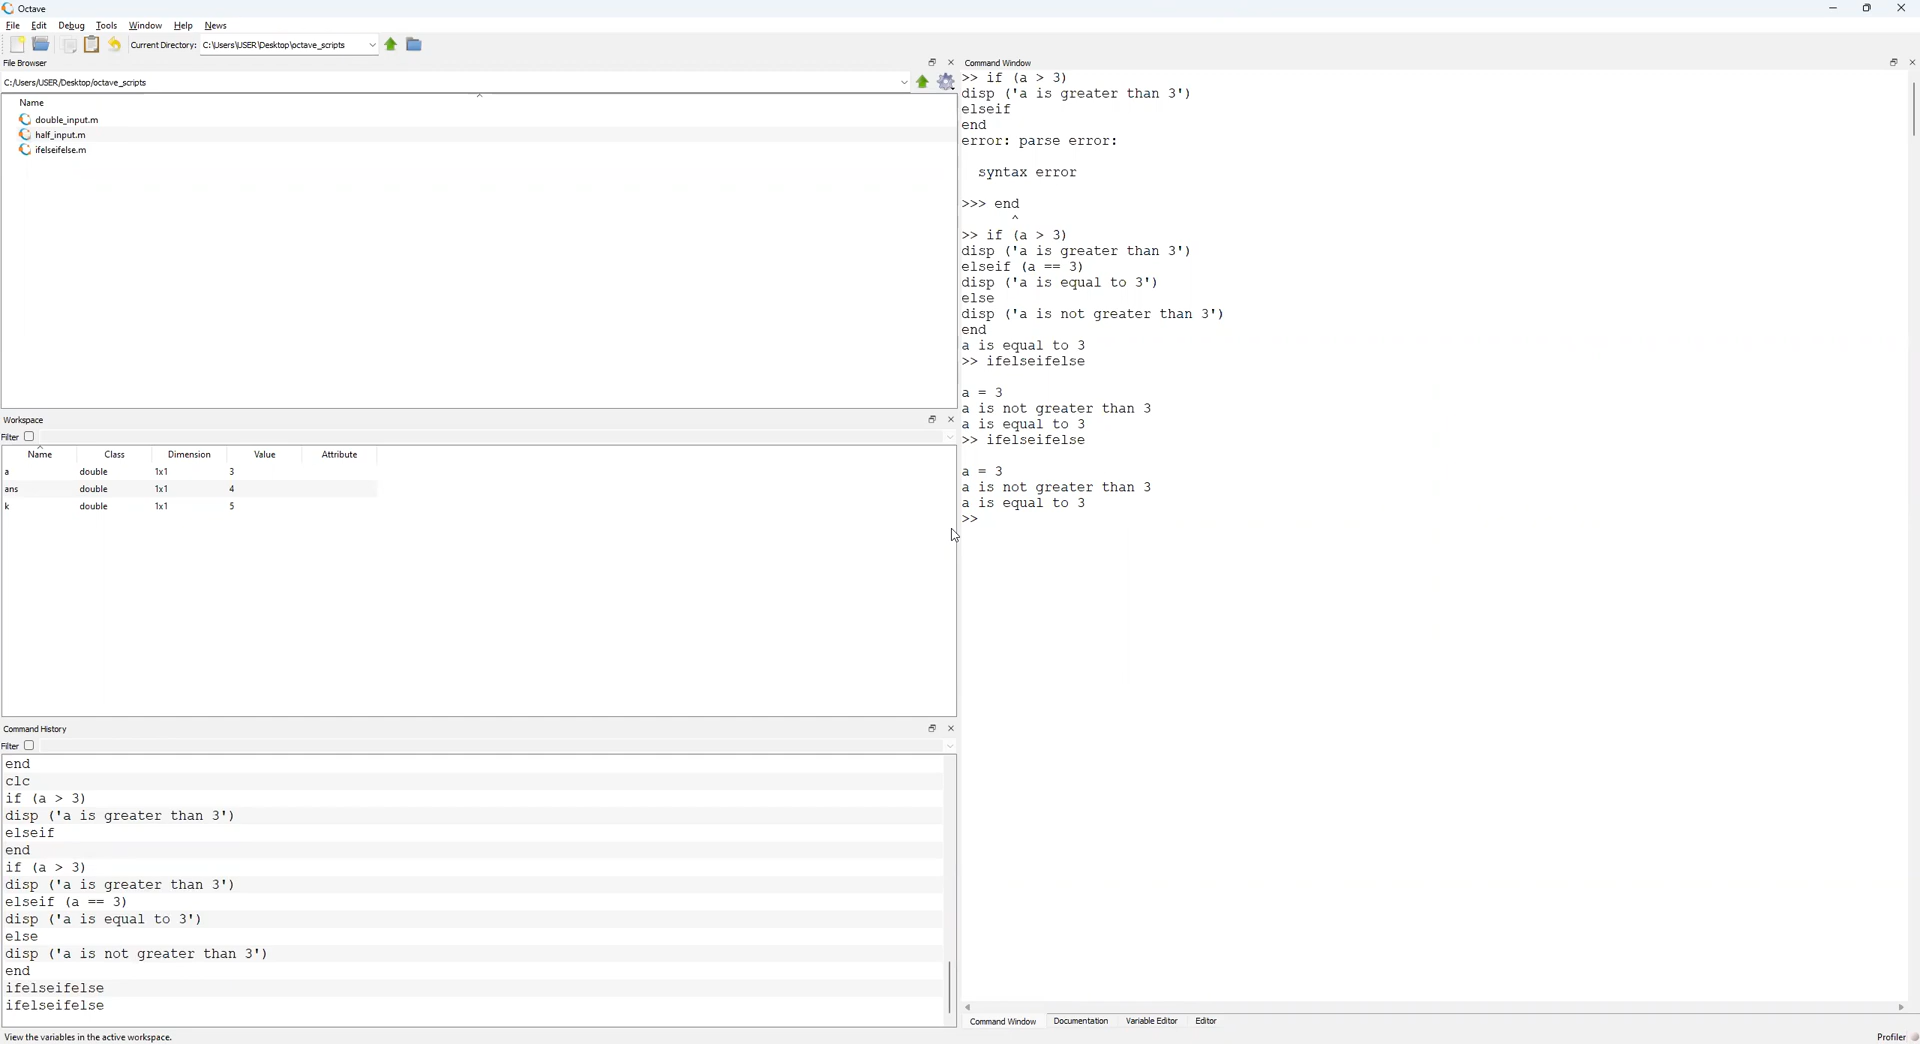 Octave
File Edit Debug Tools Window Help News
Current Directory: C:\Users\USER\Desktop\octave_scripts
File Browser
C:/Users/USER/Desktop/octave_scripts
Name
double_input.m
half_input.m
ifelseifelse.m
Workspace
Filter
Name Class Dimension Value Attribute
a double 1x1 3
ans double 1x1 4
k double 1x1 5
Command History
Filter
end
clc
if (a > 3)
disp ('a is greater than 3')
elseif
end
if (a > 3)
disp ('a is greater than 3')
elseif (a == 3)
disp ('a is equal to 3')
else
disp ('a is not greater than 3')
end
ifelseifelse
ifelseifelse
Command Window
>> if (a > 3)
disp ('a is greater than 3')
elseif
end
error: parse error:
syntax error
>>> end
^
>> if (a > 3)
disp ('a is greater than 3')
elseif (a == 3)
disp ('a is equal to 3')
else
disp ('a is not greater than 3')
end
a is equal to 3
>> ifelseifelse
a = 3
a is not greater than 3
a is equal to 3
>> ifelseifelse
a = 3
a is not greater than 3
a is equal to 3
>>
Command Window Documentation Variable Editor Editor
View the variables in the active workspace.
Profiler